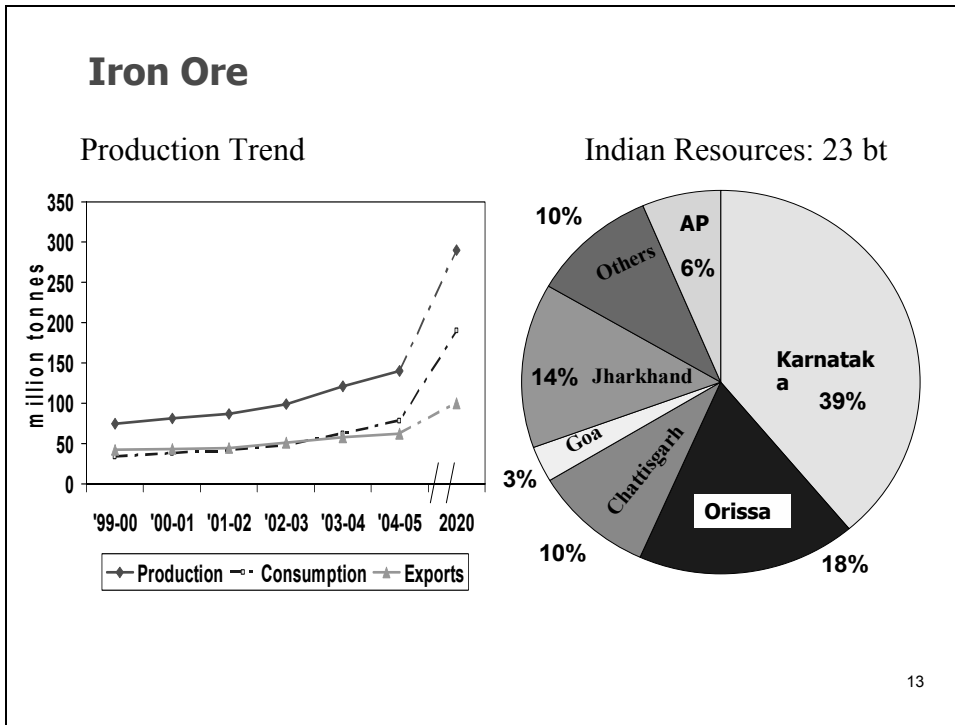 Iron Ore
Production Trend
350
300
250
200
150
100
50
0
million tonnes
'99-00 '00-01 '01-02 '02-03 '03-04 '04-05 2020
Production Consumption Exports
Indian Resources: 23 bt
AP
6%
Karnatak
a
39%
Orissa
18%
Chattisgarh
10%
Goa
3%
Jharkhand
14%
Others
10%
13